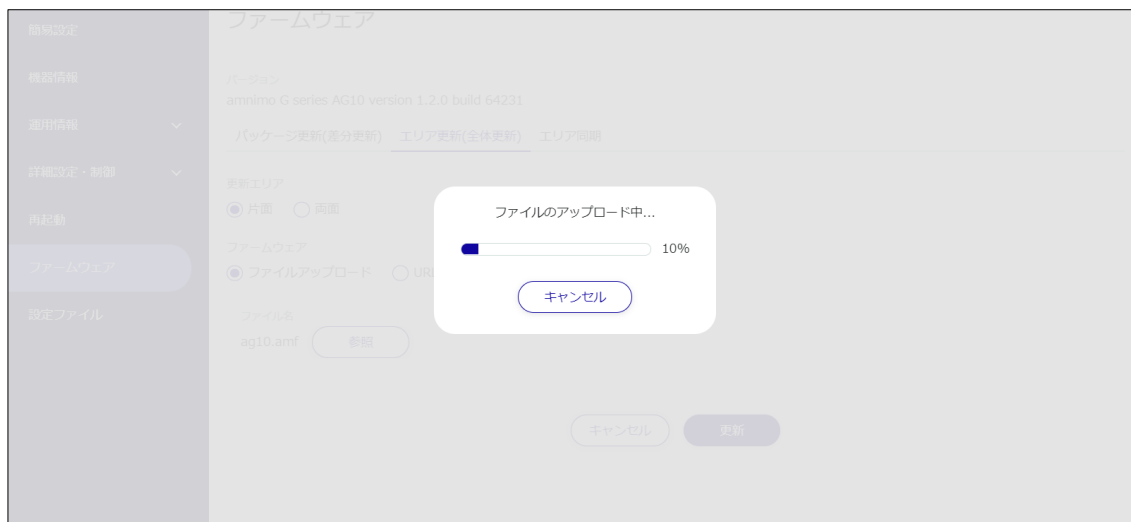 簡易設定
機器情報
運用情報
詳細設定・制御
再起動
ファームウェア
設定ファイル
ファームウェア
バージョン
amnimo G series AG10 version 1.2.0 build 64231
パッケージ更新(差分更新) エリア更新(全体更新) エリア同期
更新エリア
片面 両面
ファームウェア
ファイルアップロード URL
ファイル名
ag10.amf 参照
キャンセル 更新
ファイルのアップロード中...
10%
キャンセル